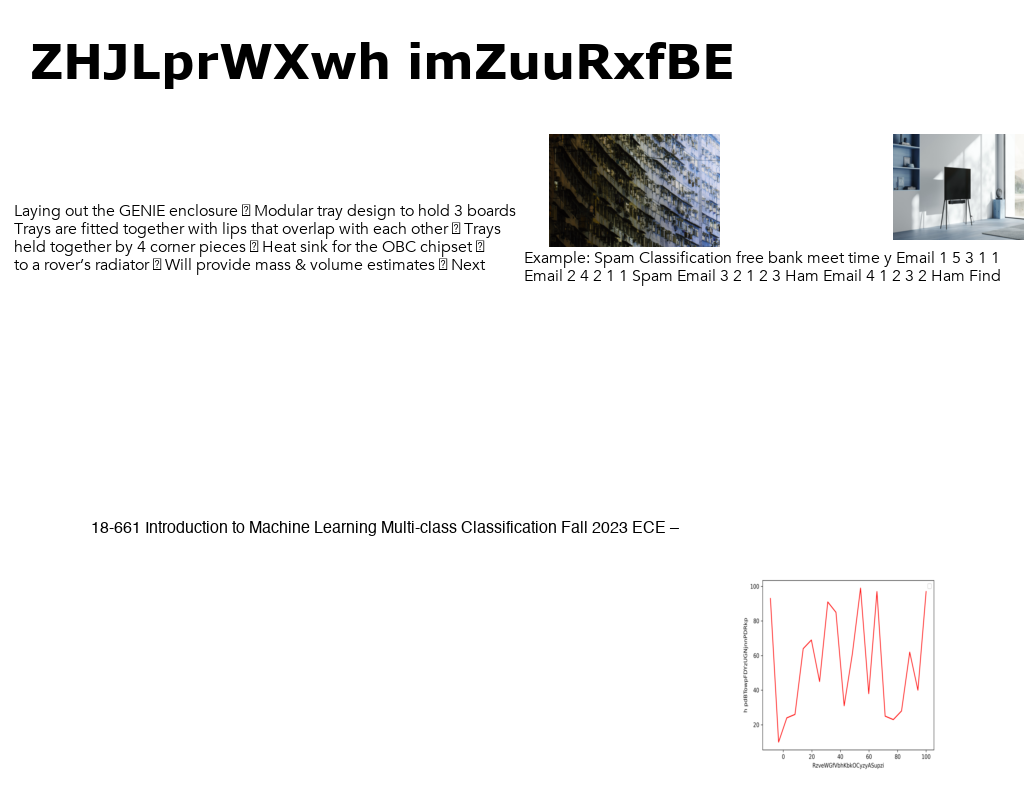 ZHJLprWXwh imZuuRxfBE
Laying out the GENIE enclosure  Modular tray design to hold 3 boards
Trays are fitted together with lips that overlap with each other  Trays
held together by 4 corner pieces  Heat sink for the OBC chipset 
to a rover’s radiator  Will provide mass & volume estimates  Next
Example: Spam Classification free bank meet time y Email 1 5 3 1 1
Email 2 4 2 1 1 Spam Email 3 2 1 2 3 Ham Email 4 1 2 3 2 Ham Find
18-661 Introduction to Machine Learning Multi-class Classification Fall 2023 ECE –
100
80
60
40
20
0 20 40 60 80 100